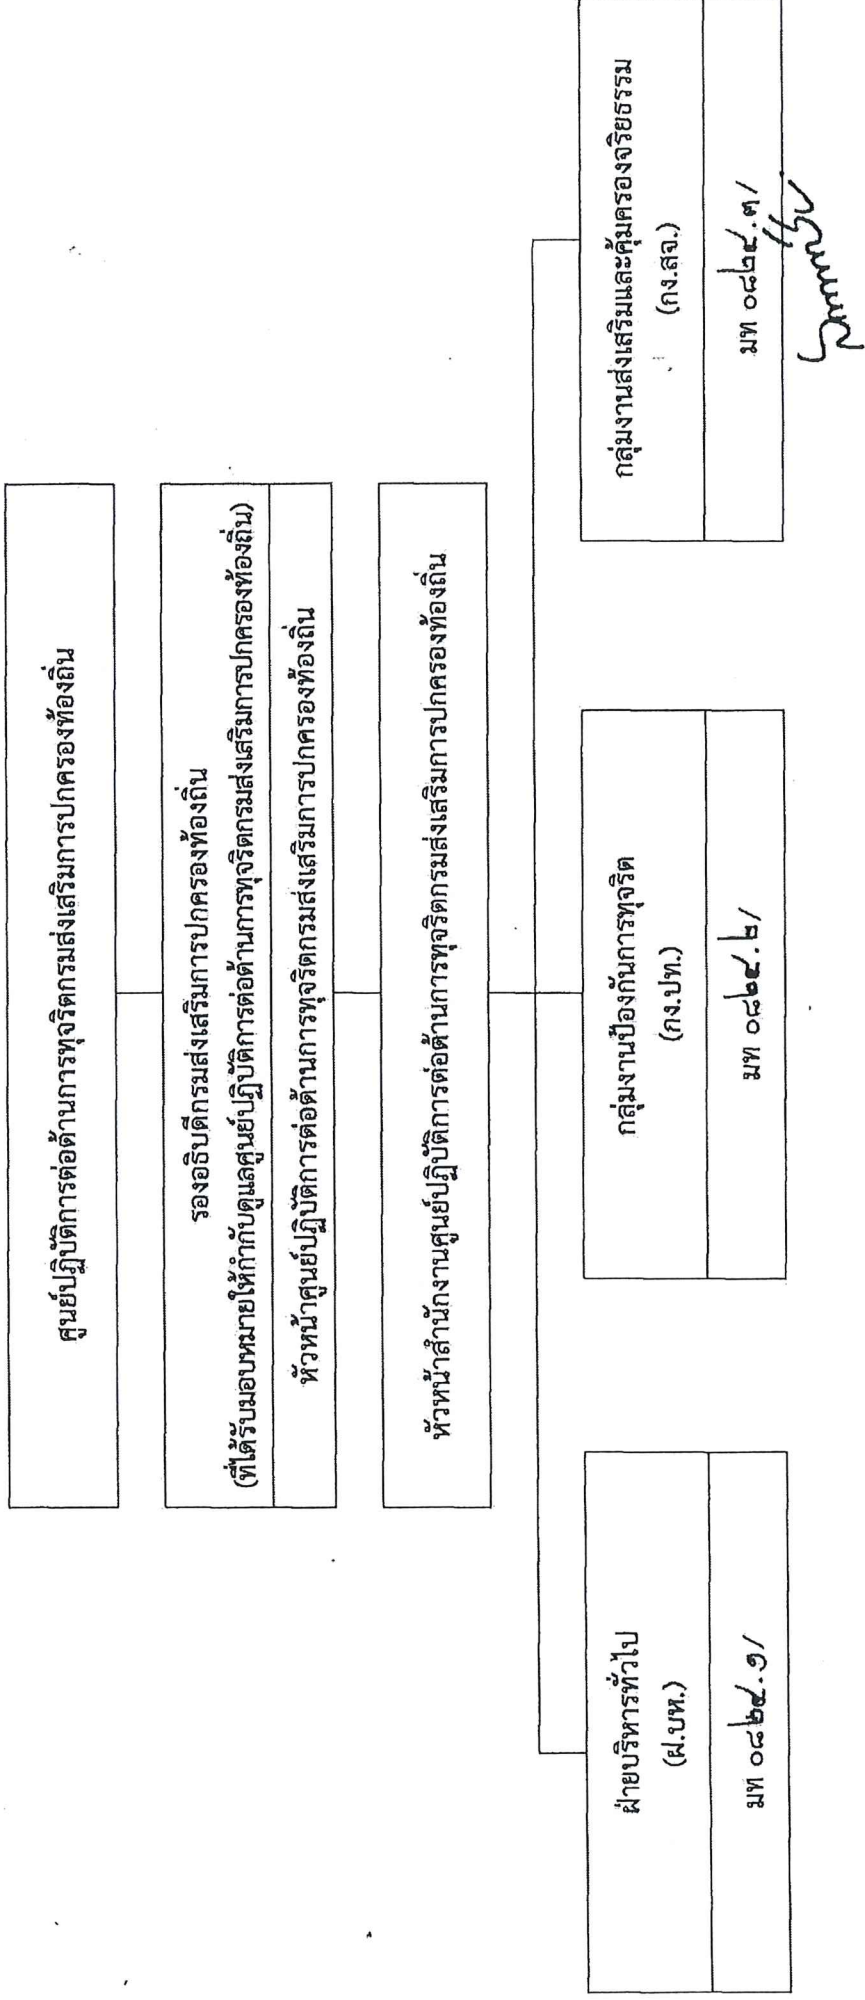 ศูนย์ปฏิบัติการต่อต้านการทุจริตกรมส่งเสริมการปกครองท้องถิ่น
รองอธิบดีกรมส่งเสริมการปกครองท้องถิ่น
(ที่ได้รับมอบหมายให้กำกับดูแลศูนย์ปฏิบัติการต่อต้านการทุจริตกรมส่งเสริมการปกครองท้องถิ่น)
หัวหน้าศูนย์ปฏิบัติการต่อต้านการทุจริตกรมส่งเสริมการปกครองท้องถิ่น
หัวหน้าสำนักงานศูนย์ปฏิบัติการต่อต้านการทุจริตกรมส่งเสริมการปกครองท้องถิ่น
ฝ่ายบริหารทั่วไป
(ฝ.บท.)
มท ๐๘๒๔.๑/
กลุ่มงานป้องกันการทุจริต
(กง.ปท.)
มท ๐๘๒๔.๒/
กลุ่มงานส่งเสริมและคุ้มครองจริยธรรม
(กง.สจ.)
มท ๐๘๒๔.๓/